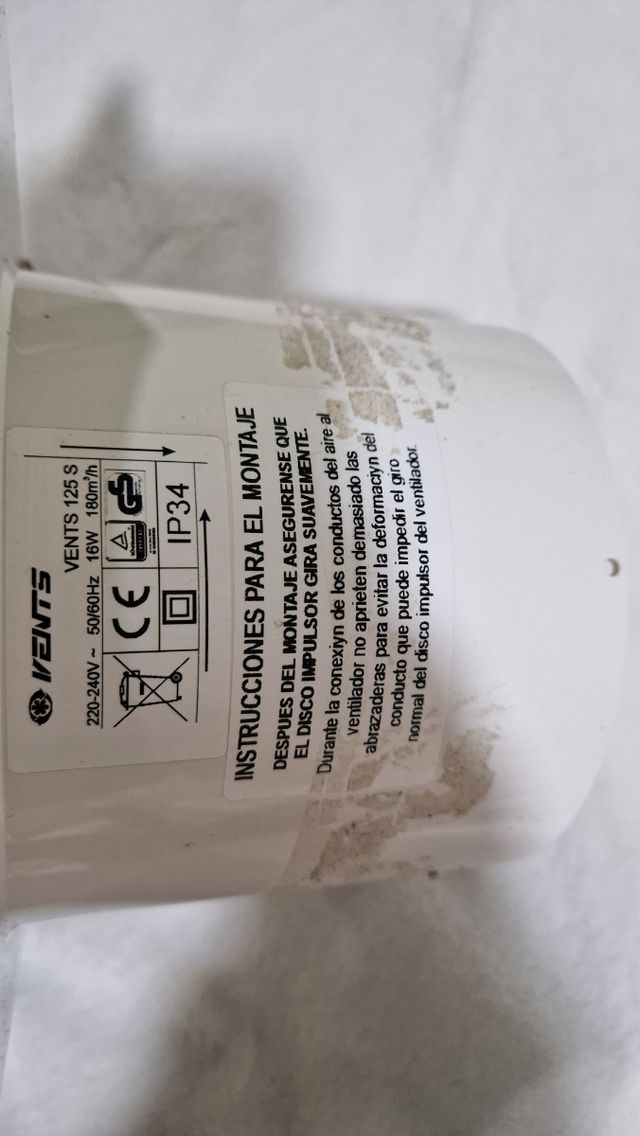 VENTS
VENTS 125 S
220-240V ~ 50/60Hz 16W 180m³/h
CE
GS
IP34
INSTRUCCIONES PARA EL MONTAJE
DESPUES DEL MONTAJE ASEGURENSE QUE
EL DISCO IMPULSOR GIRA SUAVEMENTE.
Durante la conexiyn de los conductos del aire al
ventilador no aprieten demasiado las
abrazaderas para evitar la deformaciyn del
conducto que puede impedir el giro
normal del disco impulsor del ventilador.